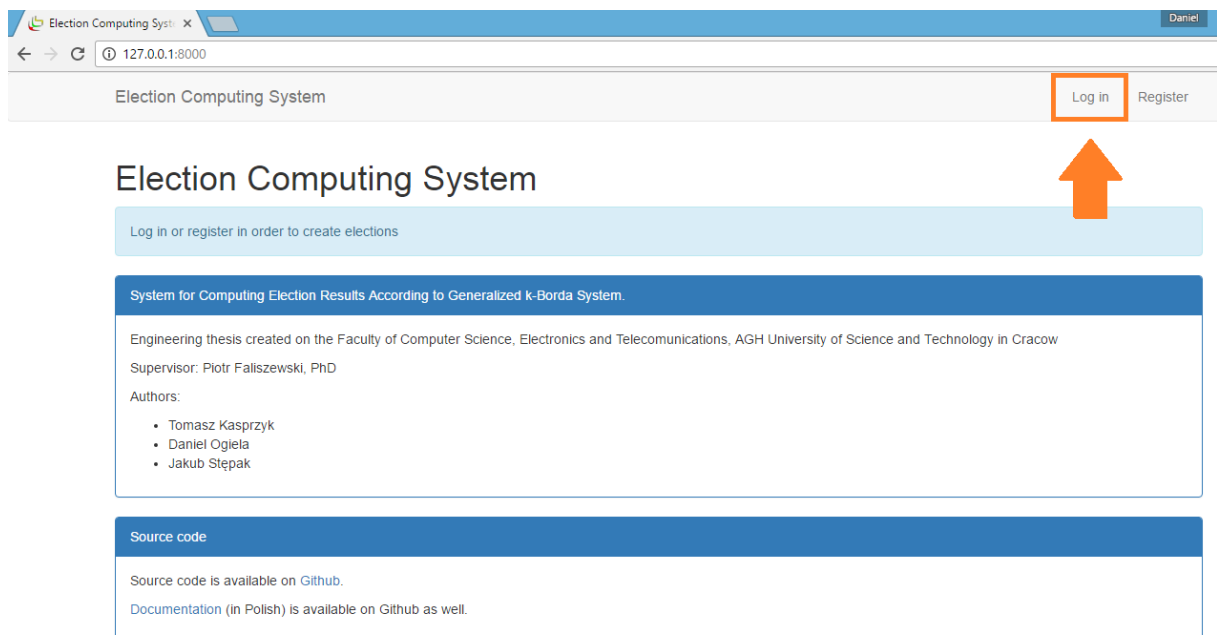 Election Computing Syst
Daniel
127.0.0.1:8000
Election Computing System
Log in
Register
Election Computing System
Log in or register in order to create elections
System for Computing Election Results According to Generalized k-Borda System.
Engineering thesis created on the Faculty of Computer Science, Electronics and Telecomunications, AGH University of Science and Technology in Cracow
Supervisor: Piotr Faliszewski, PhD
Authors:
• Tomasz Kasprzyk
• Daniel Ogiela
• Jakub Stępak
Source code
Source code is available on Github.
Documentation (in Polish) is available on Github as well.